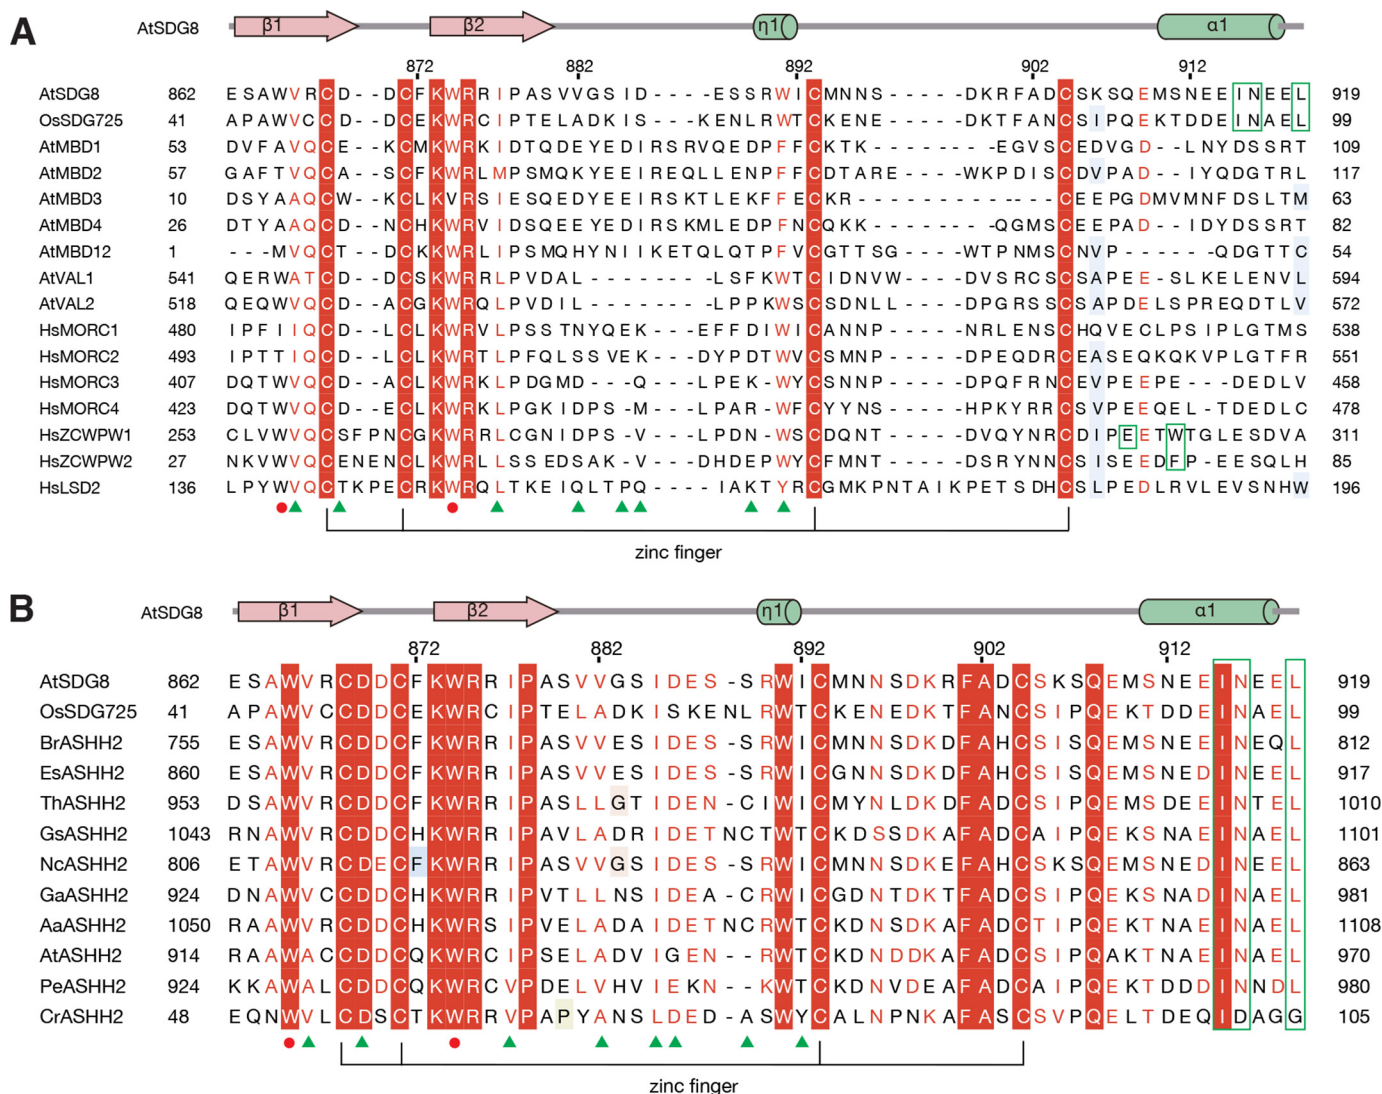 A
AtSDG8 β1 β2 η1 α1
872 882 892 902 912
AtSDG8 862 ESAWVRCD--DCFKWRRIPASVVGSID----ESSRWICMNNS-----DKRFADCSKSQEMSNEEINEEL 919
OsSDG725 41 APAWVCCD--DCEKWRCIPTELADKIS----KENLRWTCKENE-----DKTFANCSIPQEKTDDEINAEL 99
AtMBD1 53 DVFAVQCE--KCMKWRKIDTQDEYEDIRSRVQEDPFFCKTK--------EGVSCEEDVGD--LNYDSSRT 109
AtMBD2 57 GAFTVQCA--SCFKWRLMPSMQKYEEIREQLLENPFFCDTARE----WKPDISCDVPAD---IYQDGTRL 117
AtMBD3 10 DSYAAQCW--KCLKVRSIESQEDYEEIRSKTLEKFFECKR-------------CEEPGDMVMNFDSLTM 63
AtMBD4 26 DTYAAQCD--NCHKWRVIDSQEEYEDIRSKMLEDPFNCQKK---------QGMSCEEPAD---IDYDSSRT 82
AtMBD12 1 ---MVQCT--DCKKWRLIPSMQHYNIIKETQLQTPFVCGTTSG----WTPNMSCNVP------QDGTTC 54
AtVAL1 541 QERWATCD--DCSKWRRLPVDAL--------LSFKWTCIDNVW----DVSRCSCSAPEE-SLKELENVL 594
AtVAL2 518 QEQWVQCD--ACGKWRQLPVDIL--------LPPKWSCSDNLL----DPGRSSCSAPDELSPREQDTLV 572
HsMORC1 480 IPFIIQCD--LCLKWRVLPSSTNYQEK----EFFDIWICANNP-----NRLENSCHQVECLPSIPLGTMS 538
HsMORC2 493 IPTTIQCD--LCLKWRTLPFQLSSVEK----DYPDTWVCSMNP-----DPEQDRCEASEQKQKVPLGTFR 551
HsMORC3 407 DQTWVQCD--ACLKWRKLPDGMD---Q---LPEK-WYCSNNP-----DPQFRNCEVPEEPE---DEDLV 458
HsMORC4 423 DQTWVQCD--ECLKWRKLPGKIDPS-M---LPAR-WFCYYNS-----HPKYRRCSVPEEQEL-TDEDLC 478
HsZCWPW1 253 CLVWVQCSFPNCGKWRRLCGNIDPS-V---LPDN-WSCDQNT-----DVQYNRCDIPEETWTGLESDVA 311
HsZCWPW2 27 NKVWVQCENENCLKWRLLSSEDSAK-V---DHDEPWYCFMNT-----DSRYNNCSISEEDFP-EESQLH 85
HsLSD2 136 LPYWVQCTKPECRKWRQLTKEIQLTPQ---IAKTYRCGMKPNTAIKPETSDHCSLPEDLRVLEVSNHW 196
zinc finger
B
AtSDG8 β1 β2 η1 α1
872 882 892 902 912
AtSDG8 862 ESAWVRCDDCFKWRRIPASVVGSIDES-SRWICMNNSDKRFADCSKSQEMSNEEINEEL 919
OsSDG725 41 APAWVCCDDCEKWRCIPTELADKISKENLRWTCKENEDKTFANCSIPQEKTDDEINAEL 99
BrASHH2 755 ESAWVRCDDCFKWRRIPASVVESIDES-SRWICMNNSDKDFAHCSISQEMSNEEINEQL 812
EsASHH2 860 ESAWVRCDDCFKWRRIPASVVESIDES-SRWICGNNSDKDFAHCSISQEMSNEDINEEL 917
ThASHH2 953 DSAWVRCDDCFKWRRIPASLLGTIDEN-CIWICMYNLDKDFADCSIPQEMSDEEINTEL 1010
GsASHH2 1043 RNAWVRCDDCHKWRRIPAVLADRIDETNCTWTCKDSSDKAFADCAIPQEKSNAEINAEL 1101
NcASHH2 806 ETAWVRCDECFKWRRIPASVVGSIDES-SRWICMNNSDKEFAHCSKSQEMSNEDINEEL 863
GaASHH2 924 DNAWVCCDDCHKWRRIPVTLLNSIDEA-CRWICGDNTDKTFADCSIPQEKSNADINAEL 981
AaASHH2 1050 RAAWVRCDDCHKWRSIPVELADAIDETNCRWTCKDNSDKAFADCTIPQEKTNAEINAEL 1108
AtASHH2 914 RAAWACCDDCQKWRCIPSELADVIGEN--RWTCKDNDDKAFADCSIPQAKTNAEINAEL 970
PeASHH2 924 KKAWALCDDCQKWRCVPDELVHVIEKN--KWTCKDNVDEAFADCAIPQEKTDDDINNDL 980
CrASHH2 48 EQNWVLCDSCTKWRRVPAPYANSLDED-ASWYCALNPNKAFASCSVPQELTDEQIDAGG 105
zinc finger